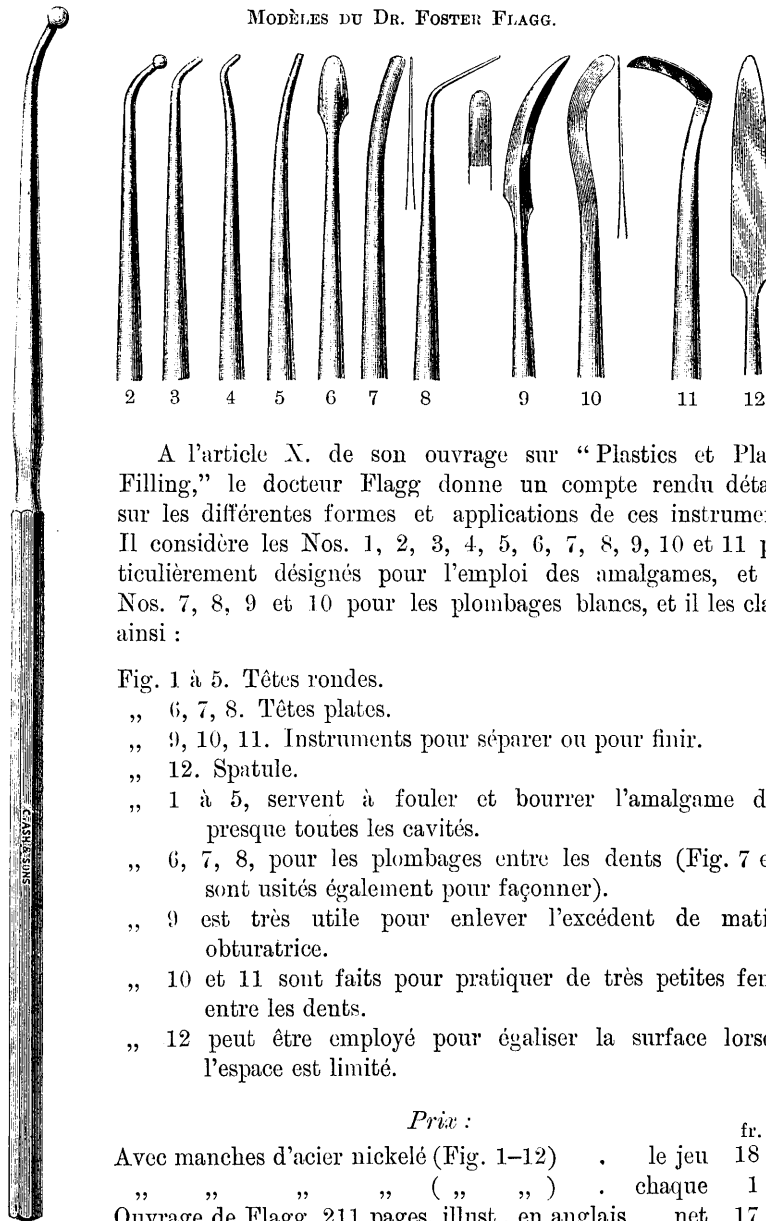 MODÈLES DU DR. FOSTER FLAGG.
2 3 4 5 6 7 8 9 10 11 12
A l'article X. de son ouvrage sur “ Plastics et Pla
Filling,” le docteur Flagg donne un compte rendu déta
sur les différentes formes et applications de ces instrume
Il considère les Nos. 1, 2, 3, 4, 5, 6, 7, 8, 9, 10 et 11 p
ticulièrement désignés pour l'emploi des amalgames, et
Nos. 7, 8, 9 et 10 pour les plombages blancs, et il les cla
ainsi :
Fig. 1 à 5. Têtes rondes.
„ 6, 7, 8. Têtes plates.
„ 9, 10, 11. Instruments pour séparer ou pour finir.
„ 12. Spatule.
„ 1 à 5, servent à fouler et bourrer l'amalgame d
presque toutes les cavités.
„ 6, 7, 8, pour les plombages entre les dents (Fig. 7 e
sont usités également pour façonner).
„ 9 est très utile pour enlever l'excédent de mati
obturatrice.
„ 10 et 11 sont faits pour pratiquer de très petites fen
entre les dents.
„ 12 peut être employé pour égaliser la surface lors
l'espace est limité.
Prix :
fr.
Avec manches d'acier nickelé (Fig. 1–12) . le jeu 18
„ „ „ „ ( „ „ ) . chaque 1
Ouvrage de Flagg, 211 pages, illust. en anglais net 17
C. ASH & SONS